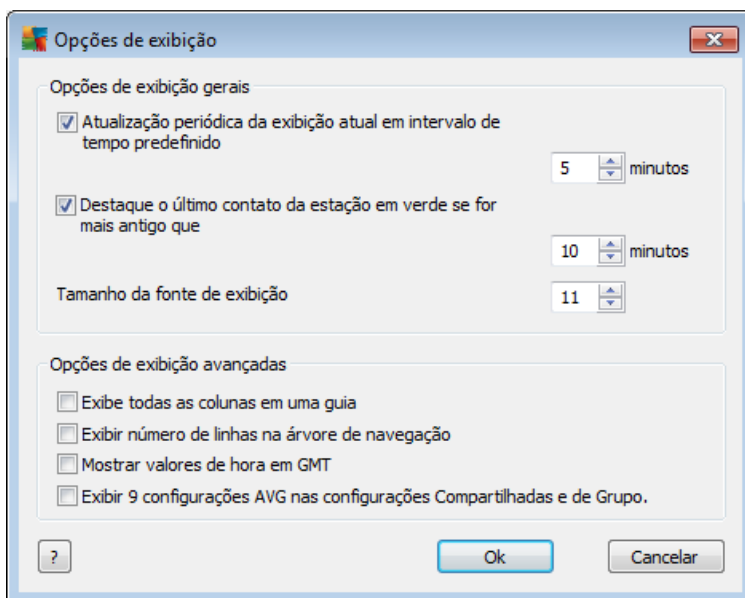 Opções de exibição
Opções de exibição gerais
Atualização periódica da exibição atual em intervalo de
tempo predefinido
5 minutos
Destaque o último contato da estação em verde se for
mais antigo que
10 minutos
Tamanho da fonte de exibição 11
Opções de exibição avançadas
Exibe todas as colunas em uma guia
Exibir número de linhas na árvore de navegação
Mostrar valores de hora em GMT
Exibir 9 configurações AVG nas configurações Compartilhadas e de Grupo.
? Ok Cancelar